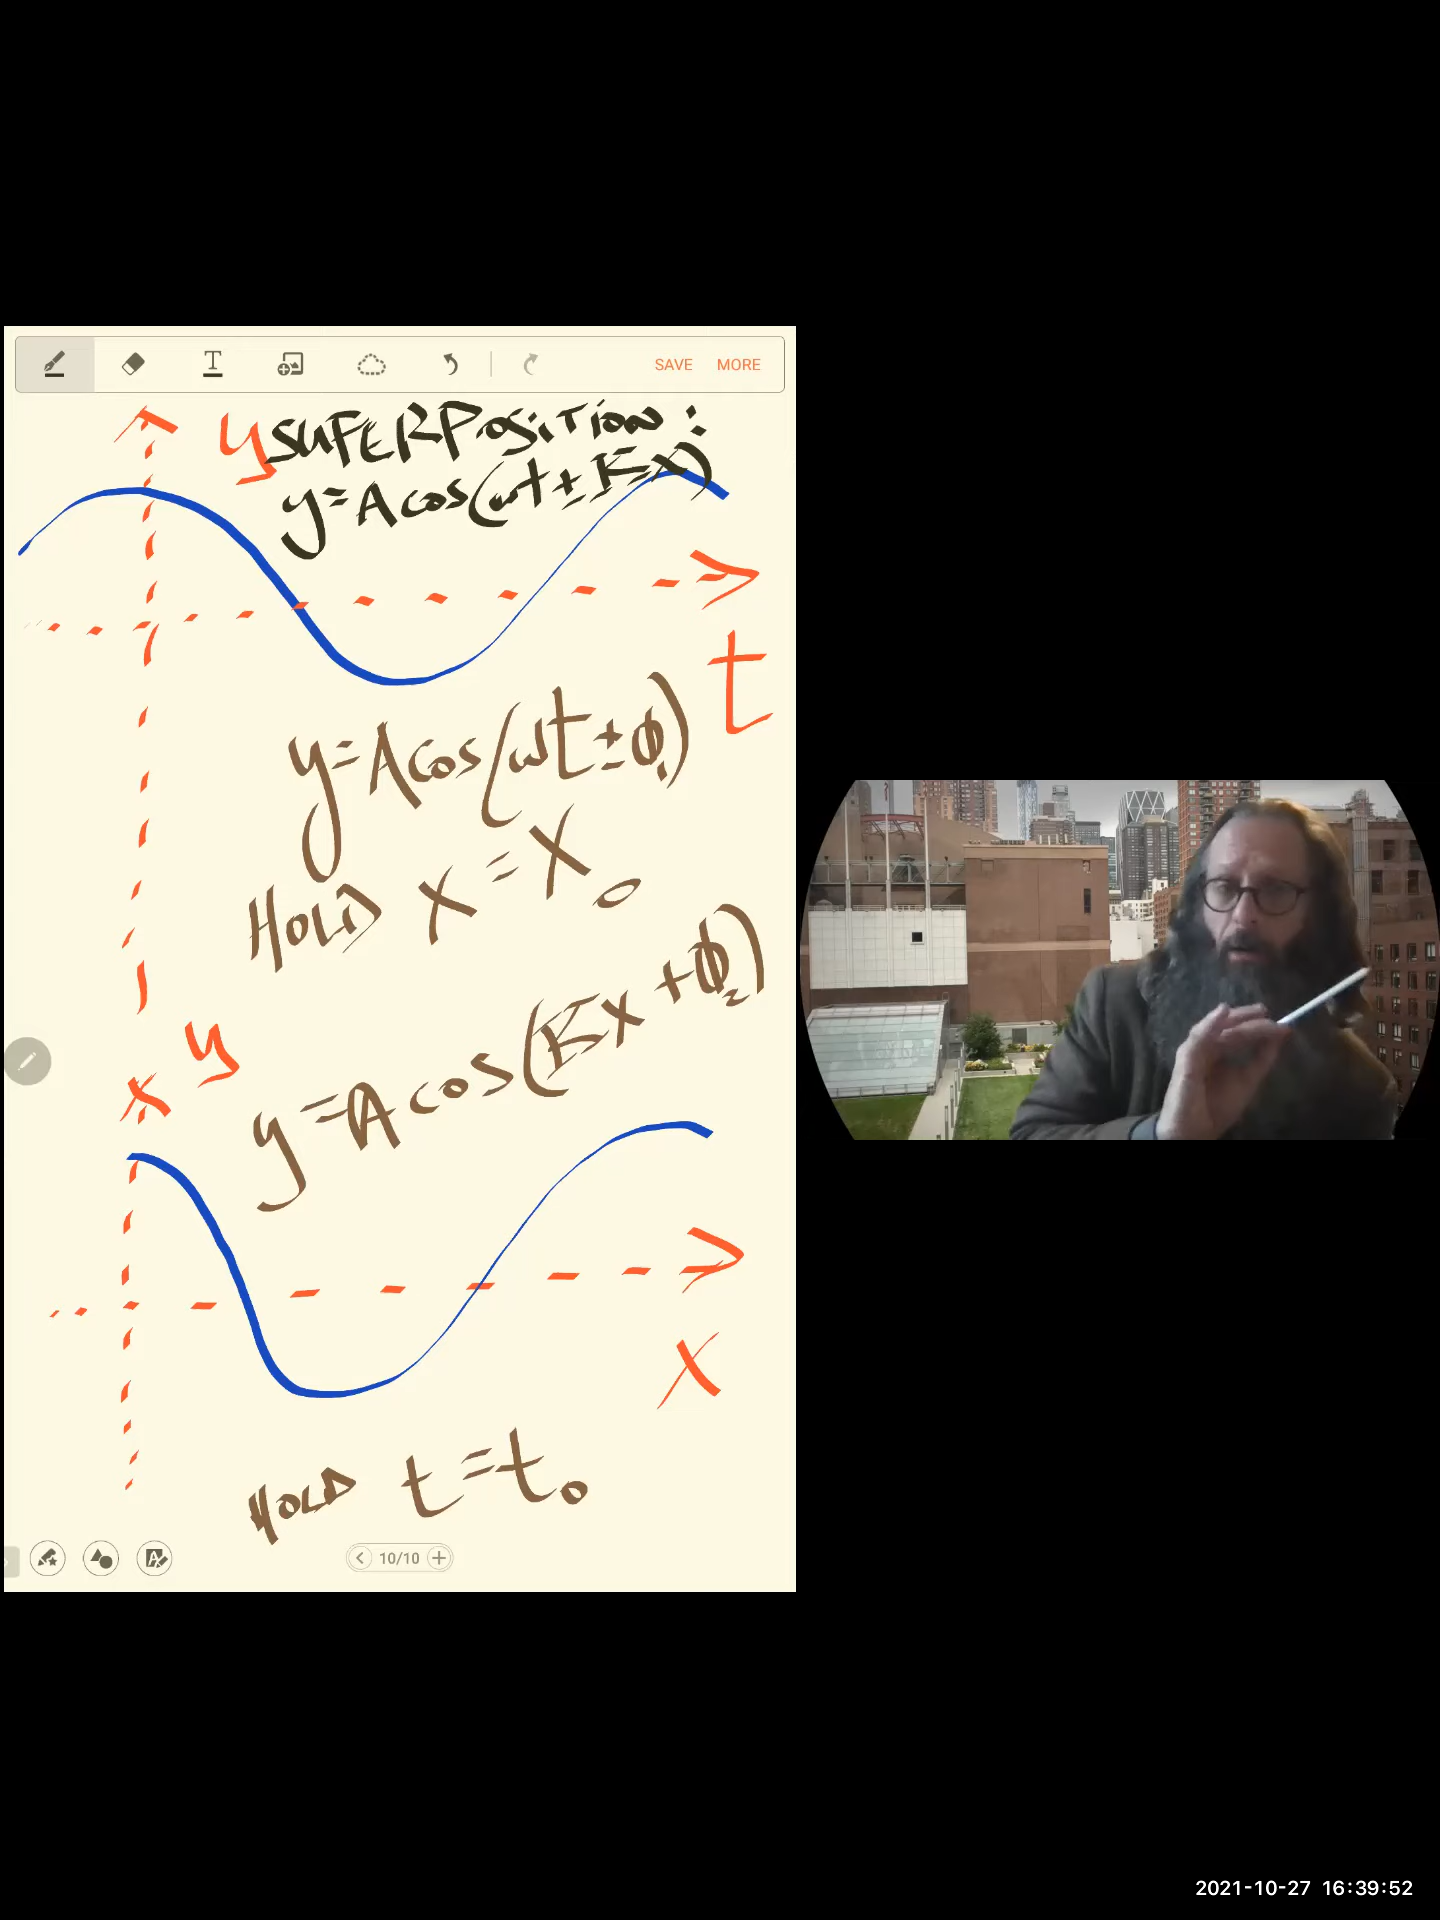 SAVE MORE
y SUPERPOSITION:
y=Acos(ωt±Kx)
t
y=Acos(ωt±ϕ₁)
HOLD x=x₀
y
y=Acos(Kx+ϕ₂)
x
HOLD t=t₀
10/10
2021-10-27 16:39:52